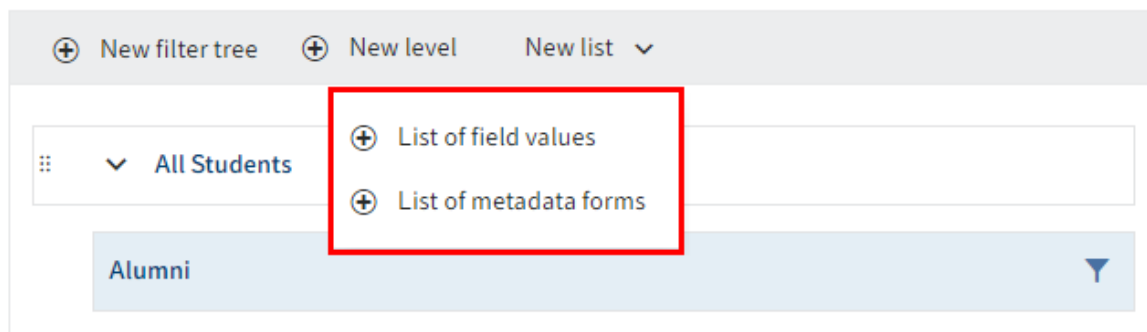 New filter tree New level New list
List of field values
All Students
List of metadata forms
Alumni